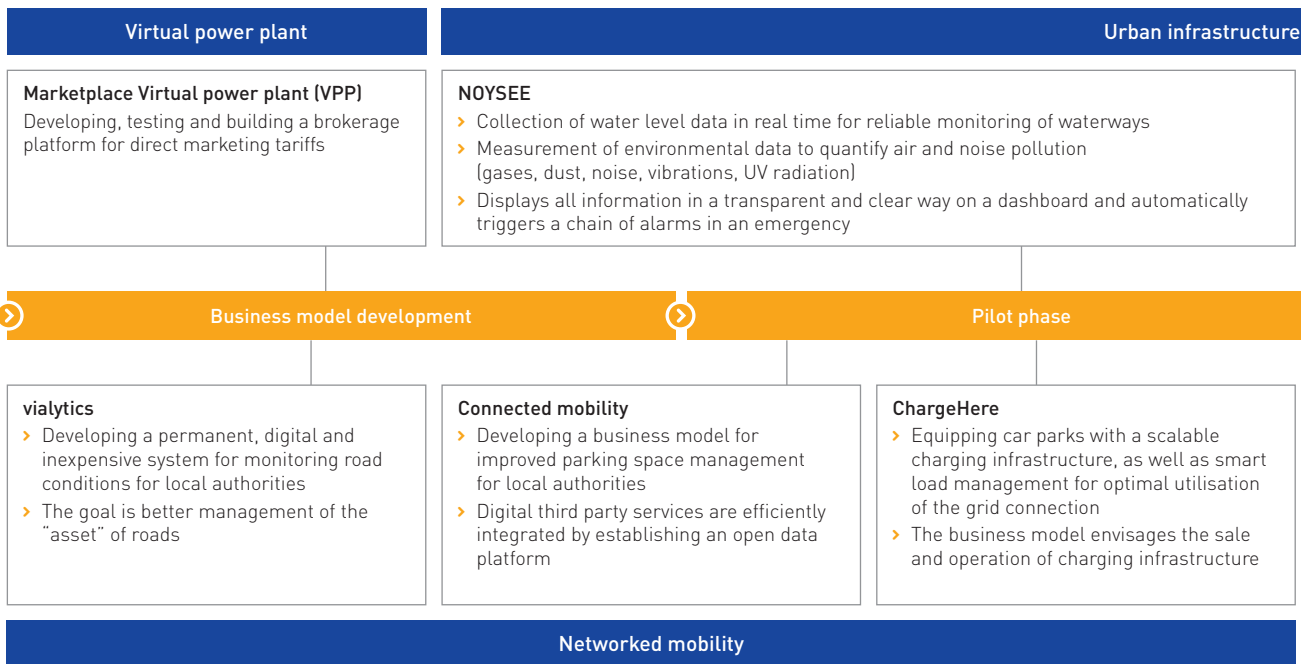 Virtual power plant
Urban infrastructure
Marketplace Virtual power plant (VPP)
Developing, testing and building a brokerage
platform for direct marketing tariffs
NOYSEE
› Collection of water level data in real time for reliable monitoring of waterways
› Measurement of environmental data to quantify air and noise pollution
(gases, dust, noise, vibrations, UV radiation)
› Displays all information in a transparent and clear way on a dashboard and automatically
triggers a chain of alarms in an emergency
Business model development
Pilot phase
vialytics
› Developing a permanent, digital and
inexpensive system for monitoring road
conditions for local authorities
› The goal is better management of the
“asset” of roads
Connected mobility
› Developing a business model for
improved parking space management
for local authorities
› Digital third party services are efficiently
integrated by establishing an open data
platform
ChargeHere
› Equipping car parks with a scalable
charging infrastructure, as well as smart
load management for optimal utilisation
of the grid connection
› The business model envisages the sale
and operation of charging infrastructure
Networked mobility